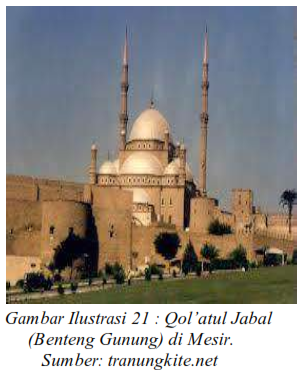 Gambar Ilustrasi 21 : Qol’atul Jabal
(Benteng Gunung) di Mesir.
Sumber: tranungkite.net